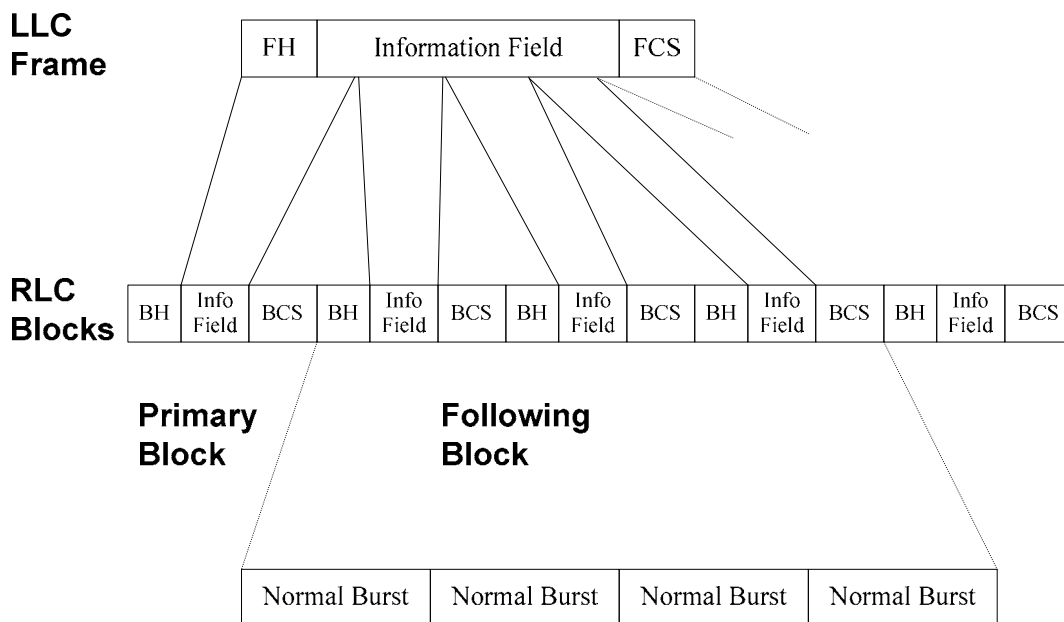 LLC
Frame
FH Information Field FCS
RLC
Blocks
BH Info Field BCS BH Info Field BCS BH Info Field BCS BH Info Field BCS BH Info Field BCS
Primary
Block
Following
Block
Normal Burst Normal Burst Normal Burst Normal Burst